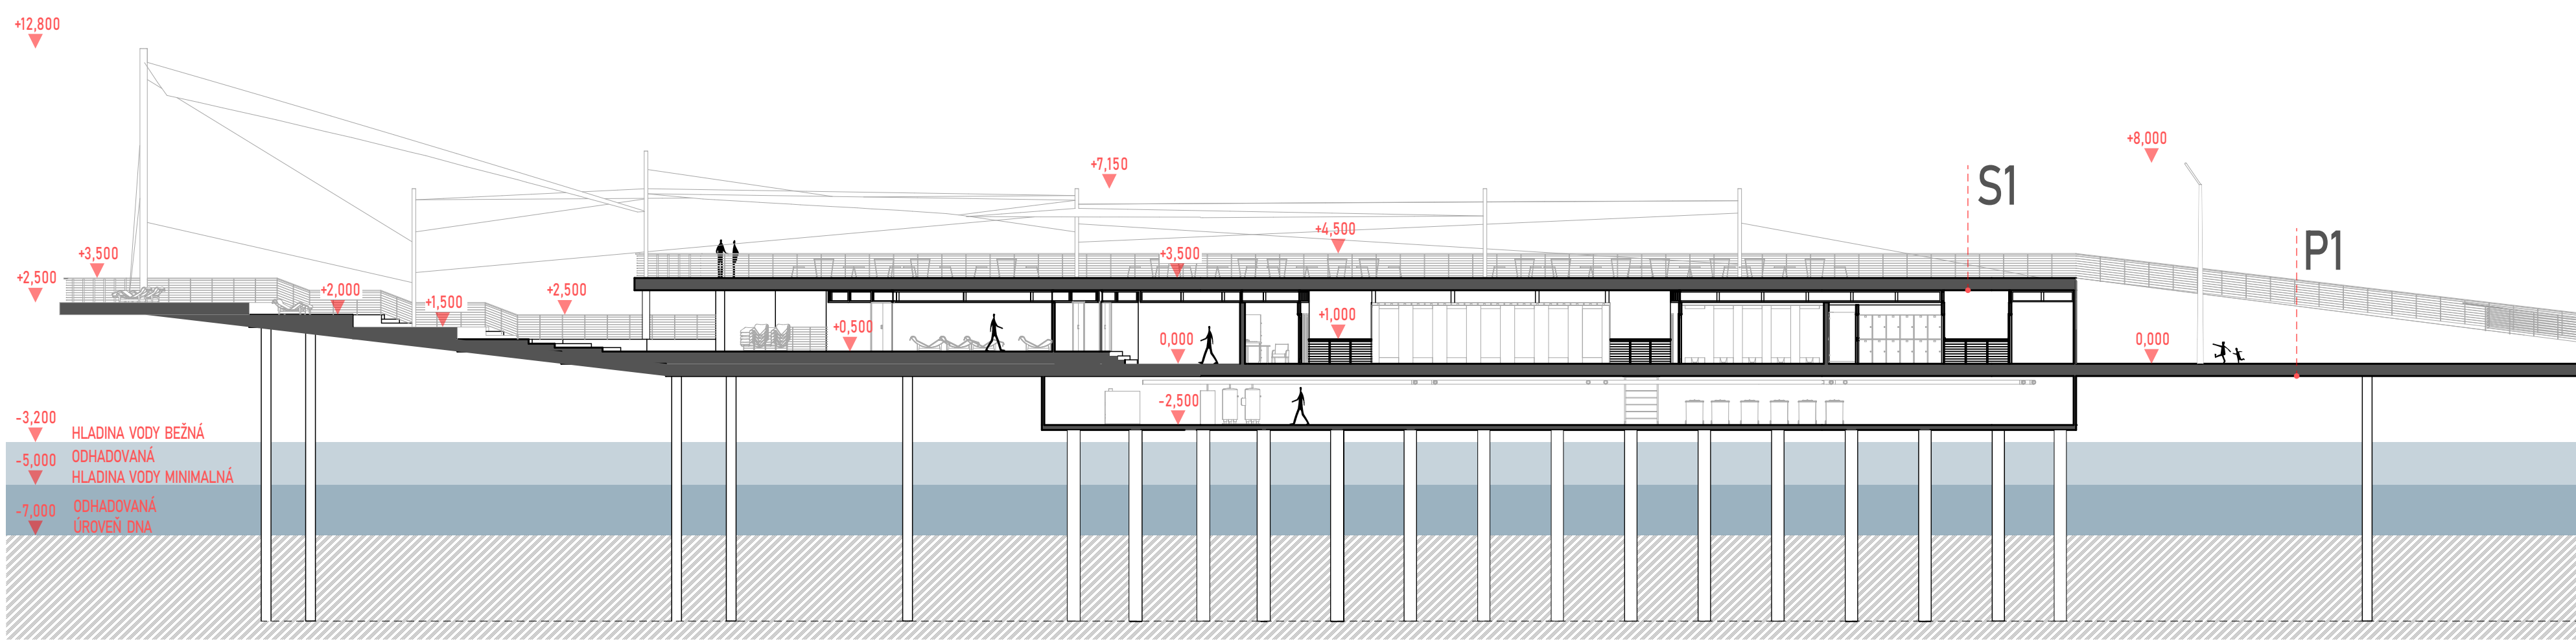 +12,800
+8,000
+7,150
S1
+4,500
P1
+3,500
+3,500
+2,500
+2,000
+1,500
+2,500
+1,000
+0,500
0,000
0,000
-2,500
-3,200
HLADINA VODY BEŽNÁ
-5,000
ODHADOVANÁ
HLADINA VODY MINIMALNÁ
-7,000
ODHADOVANÁ
ÚROVEŇ DNA